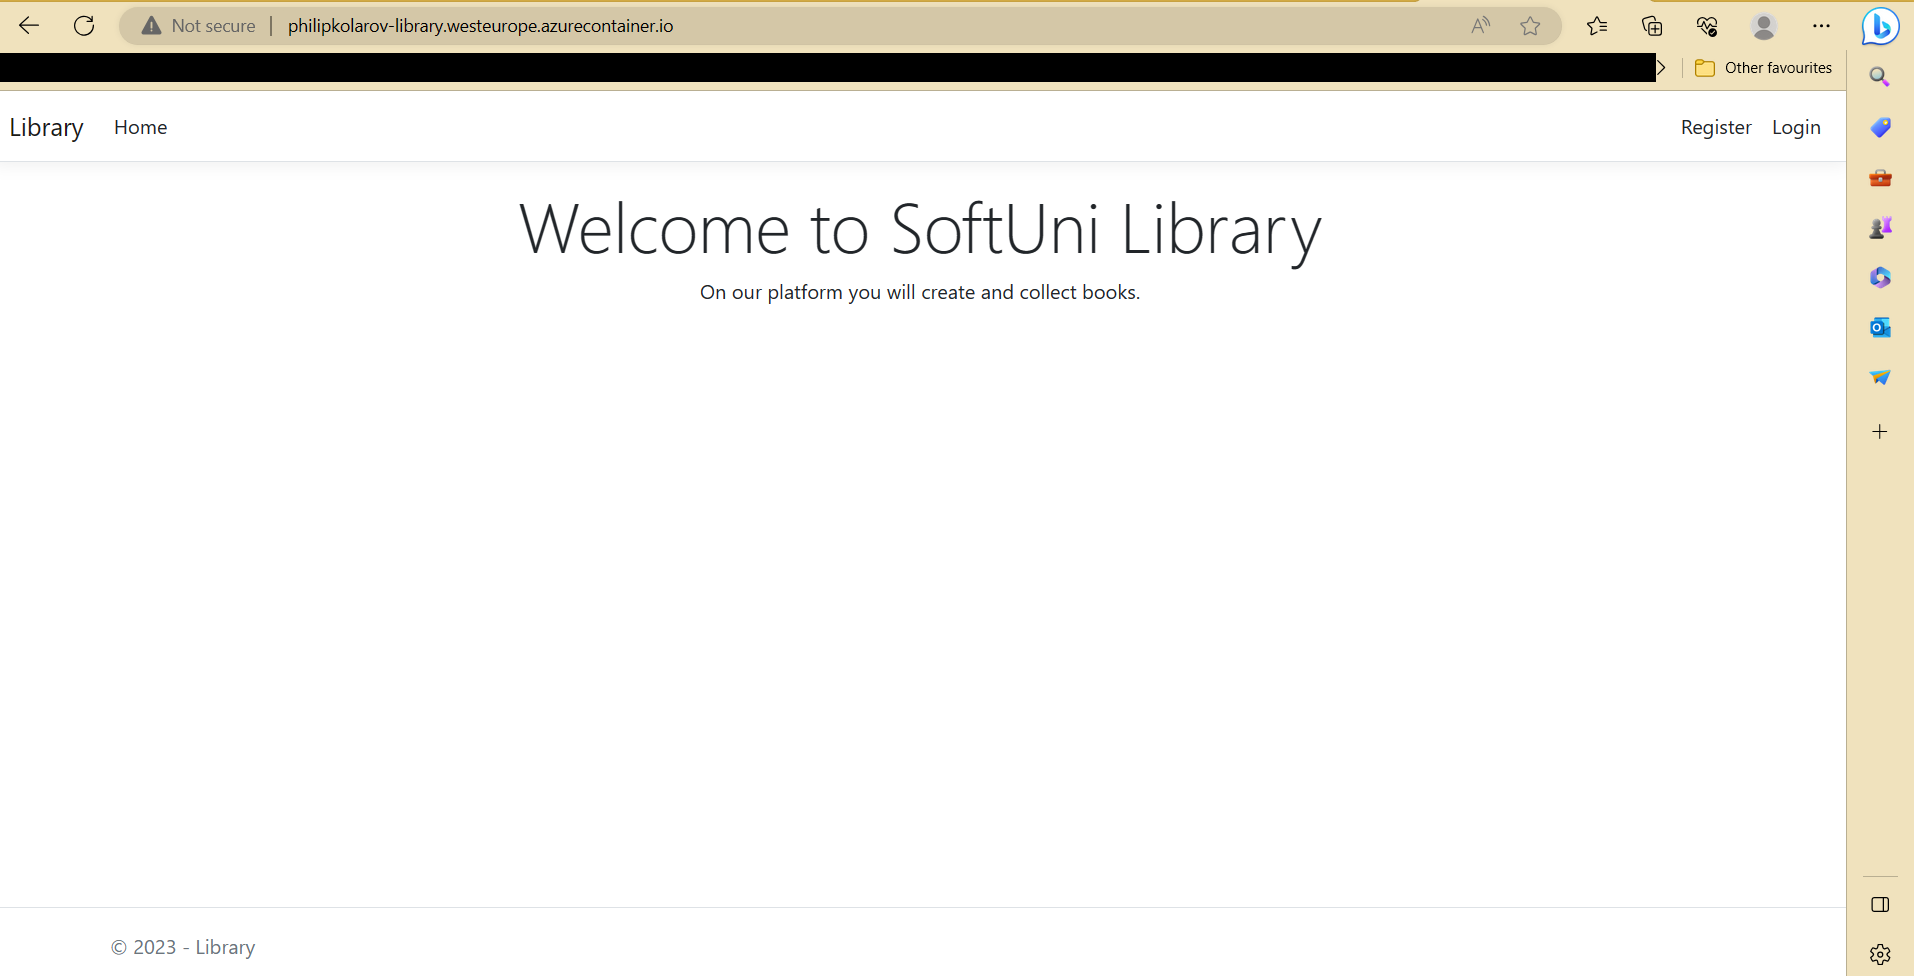 Not secure | philipkolarov-library.westeurope.azurecontainer.io
Other favourites
Library Home Register Login
Welcome to SoftUni Library
On our platform you will create and collect books.
© 2023 - Library